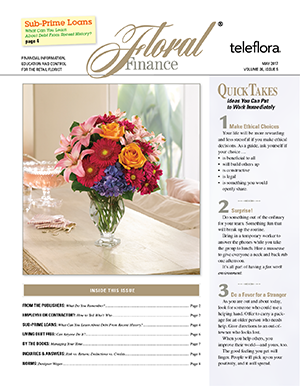 Sub-Prime Loans
What Can You Learn
About Debt From Recent History?
page 4
Floral
Finance
®
teleflora.
FINANCIAL INFORMATION,
EDUCATION AND CONTROL
FOR THE RETAIL FLORIST
MAY 2017
VOLUME 36, ISSUE 5
QUICKTAKES
Ideas You Can Put
to Work Immediately
1 Make Ethical Choices
Your life will be more rewarding
and less stressful if you make ethical
decisions. As a guide, ask yourself if
your choice ...
• is beneficial to all
• will build others up
• is constructive
• is legal
• is something you would
openly share
2
Do something out of the ordinary
for your team. Something fun that
will break up the routine.
Bring in a temporary worker to
answer the phones while you take
the group to lunch. Hire a masseuse
to give everyone a neck and back rub
one afternoon.
It's all part of having a fun work
environment.
3 Do a Favor for a Stranger
As you are out and about today,
look for someone who could use a
helping hand. Offer to carry a pack-
age for an older person who needs
help. Give directions to an out-of-
towner who looks lost.
When you help others, you
improve their world—and yours, too.
The good feeling you get will
linger. People will pick up on your
positivity, and it will spread.
INSIDE THIS ISSUE
FROM THE PUBLISHERS: What Do You Remember? Page 2
EMPLOYEE OR CONTRACTOR? How to Tell Who's Who Page 3
SUB-PRIME LOANS: What Can You Learn About Debt From Recent History? Page 4
LIVING DEBT FREE: Can Anyone Do It? Page 5
BY THE BOOKS: Managing Your Time Page 7
INQUIRIES & ANSWERS: Debt vs. Return; Deductions vs. Credits Page 8
WORKING: Designer Wages Page 8